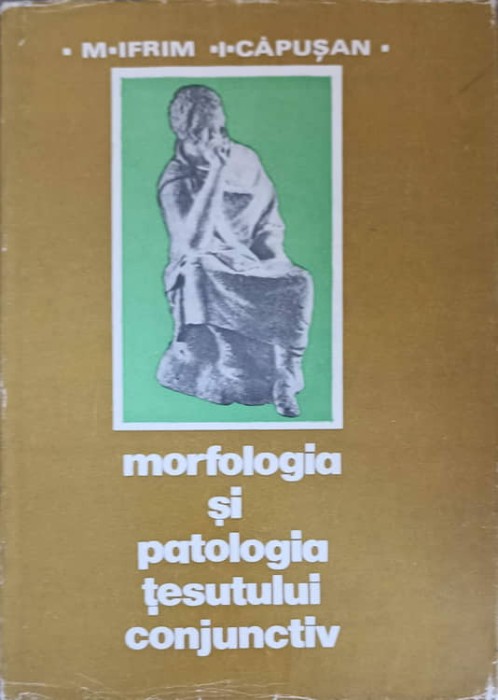 • M•IFRIM •I•CĂPUȘAN •
morfologia
și
patologia
țesutului
conjunctiv